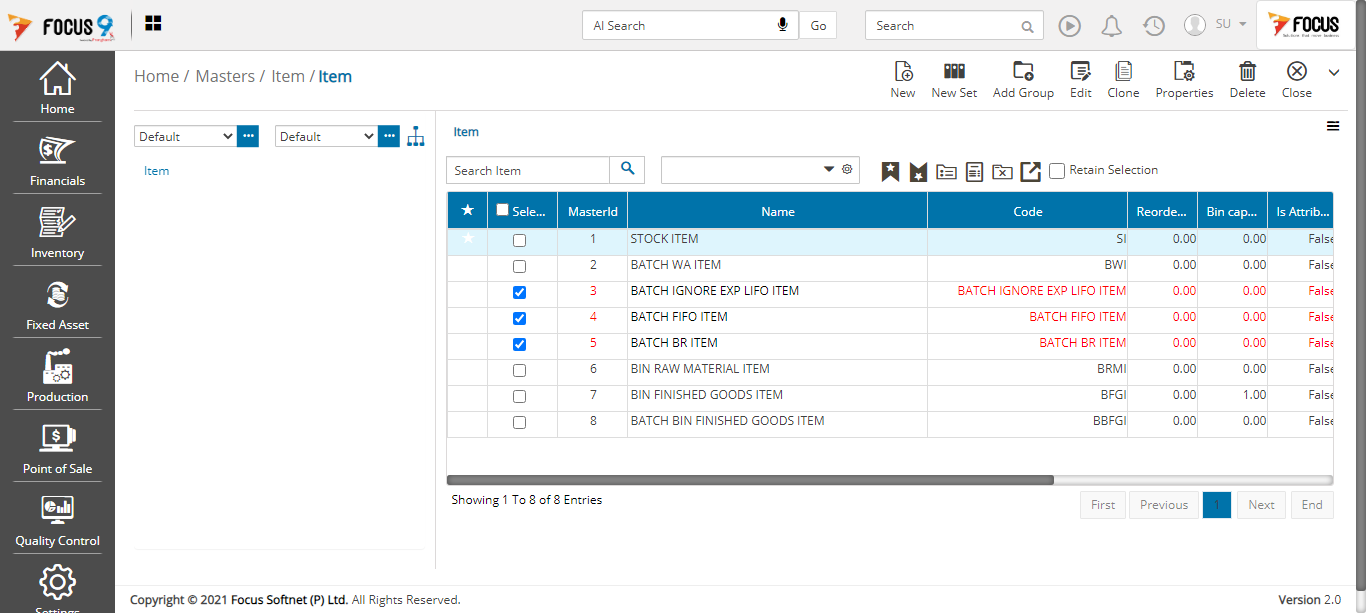 FOCUS 9
AI Search
Go
Search
SU
FOCUS
Home
Financials
Inventory
Fixed Asset
Production
Point of Sale
Quality Control
Settings
Home / Masters / Item / Item
New
New Set
Add Group
Edit
Clone
Properties
Delete
Close
Default
Default
Item
Item
Search Item
Retain Selection
Sele... MasterId Name Code Reorde... Bin cap... Is Attrib...
1 STOCK ITEM SI 0.00 0.00 False
2 BATCH WA ITEM BWI 0.00 0.00 False
3 BATCH IGNORE EXP LIFO ITEM BATCH IGNORE EXP LIFO ITEM 0.00 0.00 False
4 BATCH FIFO ITEM BATCH FIFO ITEM 0.00 0.00 False
5 BATCH BR ITEM BATCH BR ITEM 0.00 0.00 False
6 BIN RAW MATERIAL ITEM BRMI 0.00 0.00 False
7 BIN FINISHED GOODS ITEM BFGI 0.00 1.00 False
8 BATCH BIN FINISHED GOODS ITEM BBFGI 0.00 0.00 False
Showing 1 To 8 of 8 Entries
First Previous 1 Next End
Copyright © 2021 Focus Softnet (P) Ltd. All Rights Reserved.
Version 2.0